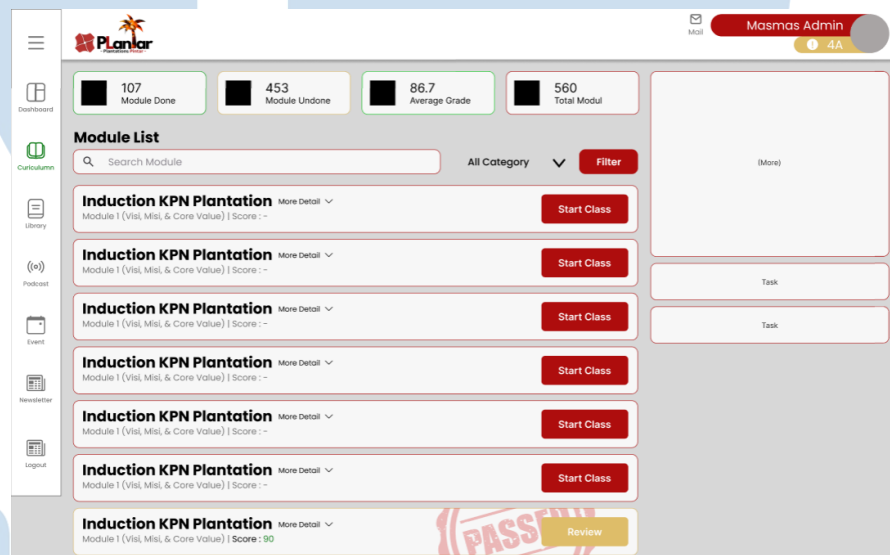 PLantar
- Plantations Pintar -
Mail
Masmas Admin
4A
Dashboard
Curiculumn
Library
Podcast
Event
Newsletter
Logout
107
Module Done
453
Module Undone
86.7
Average Grade
560
Total Modul
Module List
Search Module
All Category
Filter
Induction KPN Plantation More Detail
Module 1 (Visi, Misi, & Core Value) | Score : -
Start Class
Induction KPN Plantation More Detail
Module 1 (Visi, Misi, & Core Value) | Score : -
Start Class
Induction KPN Plantation More Detail
Module 1 (Visi, Misi, & Core Value) | Score : -
Start Class
Induction KPN Plantation More Detail
Module 1 (Visi, Misi, & Core Value) | Score : -
Start Class
Induction KPN Plantation More Detail
Module 1 (Visi, Misi, & Core Value) | Score : -
Start Class
Induction KPN Plantation More Detail
Module 1 (Visi, Misi, & Core Value) | Score : -
Start Class
Induction KPN Plantation More Detail
Module 1 (Visi, Misi, & Core Value) | Score : 90
PASSED
Review
(More)
Task
Task